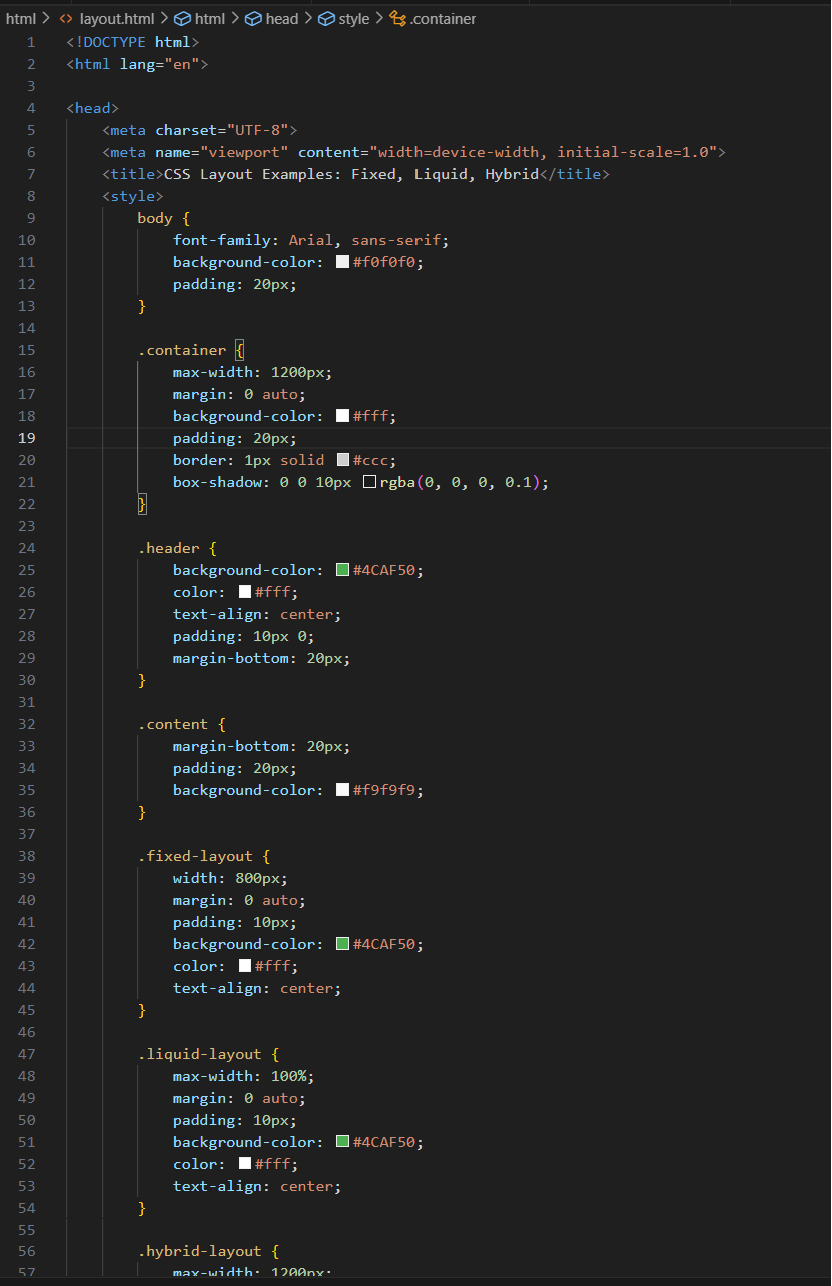 html > layout.html > html > head > style > .container
1 <!DOCTYPE html>
2 <html lang="en">
3
4 <head>
5 <meta charset="UTF-8">
6 <meta name="viewport" content="width=device-width, initial-scale=1.0">
7 <title>CSS Layout Examples: Fixed, Liquid, Hybrid</title>
8 <style>
9 body {
10 font-family: Arial, sans-serif;
11 background-color: #f0f0f0;
12 padding: 20px;
13 }
14
15 .container {
16 max-width: 1200px;
17 margin: 0 auto;
18 background-color: #fff;
19 padding: 20px;
20 border: 1px solid #ccc;
21 box-shadow: 0 0 10px rgba(0, 0, 0, 0.1);
22 }
23
24 .header {
25 background-color: #4CAF50;
26 color: #fff;
27 text-align: center;
28 padding: 10px 0;
29 margin-bottom: 20px;
30 }
31
32 .content {
33 margin-bottom: 20px;
34 padding: 20px;
35 background-color: #f9f9f9;
36 }
37
38 .fixed-layout {
39 width: 800px;
40 margin: 0 auto;
41 padding: 10px;
42 background-color: #4CAF50;
43 color: #fff;
44 text-align: center;
45 }
46
47 .liquid-layout {
48 max-width: 100%;
49 margin: 0 auto;
50 padding: 10px;
51 background-color: #4CAF50;
52 color: #fff;
53 text-align: center;
54 }
55
56 .hybrid-layout {
57 max-width: 1200px;